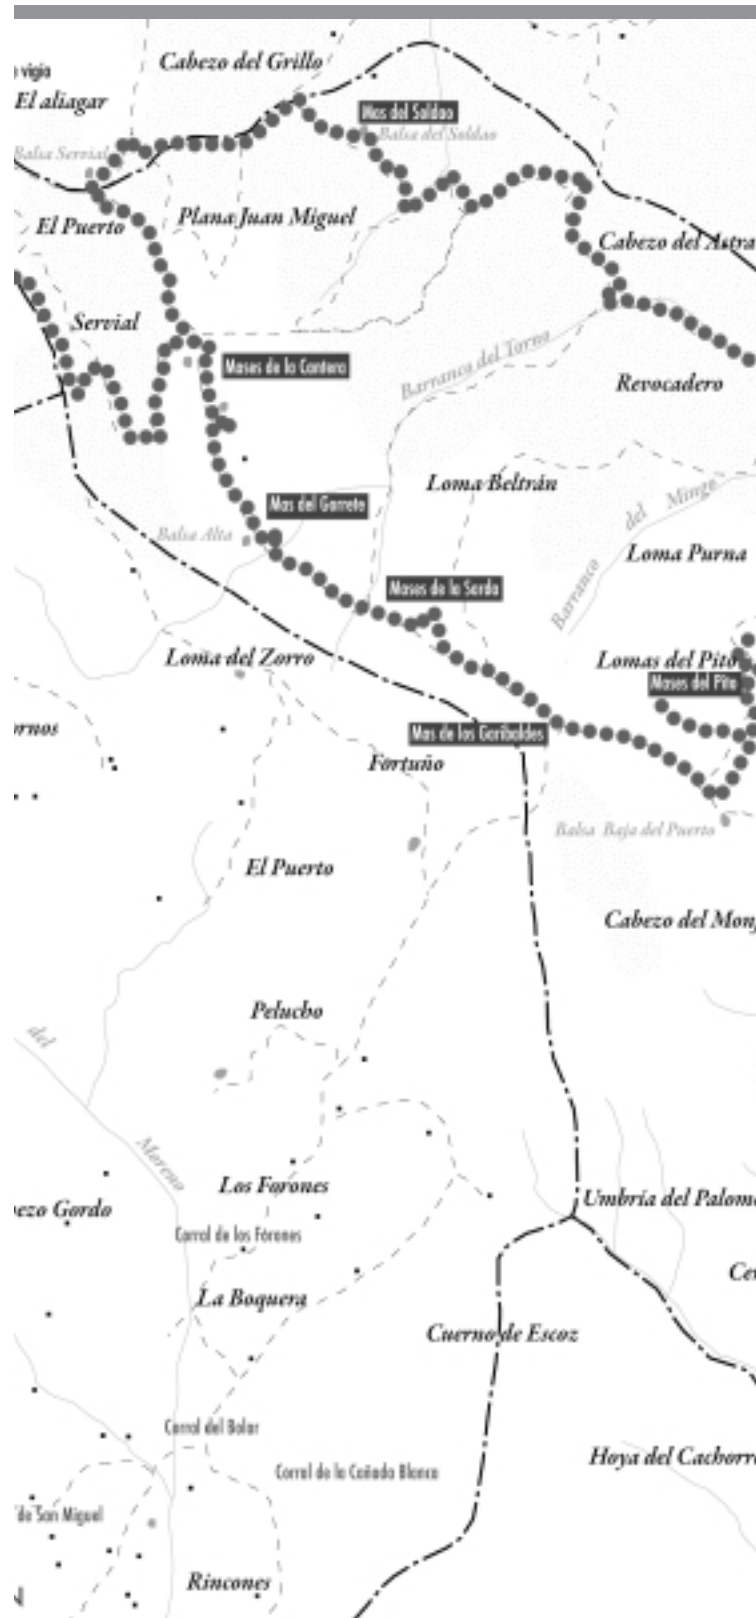 Cabezo del Grillo
vigia
El aliagar
Mas del Soldao
Balsa del Soldao
Balsa Servial
El Puerto
Plana Juan Miguel
Cabezo del Astra
Servial
Mases de la Cantera
Barranco del Torno
Revocadero
Loma Beltrán
Mas del Garrete
Barranco del Mingo
Balsa Alta
Loma Purna
Mases de la Sarda
Loma del Zorro
Lomas del Pito
Mases del Pito
ornos
Mas de los Garibaldes
Fortuño
Balsa Baja del Puerto
El Puerto
Cabezo del Mon
Pelucho
del
Moreno
Los Forones
Umbría del Palom
ezo Gordo
Corral de los Fórones
Ce
La Boquera
Cuerno de Escoz
Corral del Bolar
Hoya del Cachorr
Corral de la Cañada Blanca
de San Miguel
Rincones